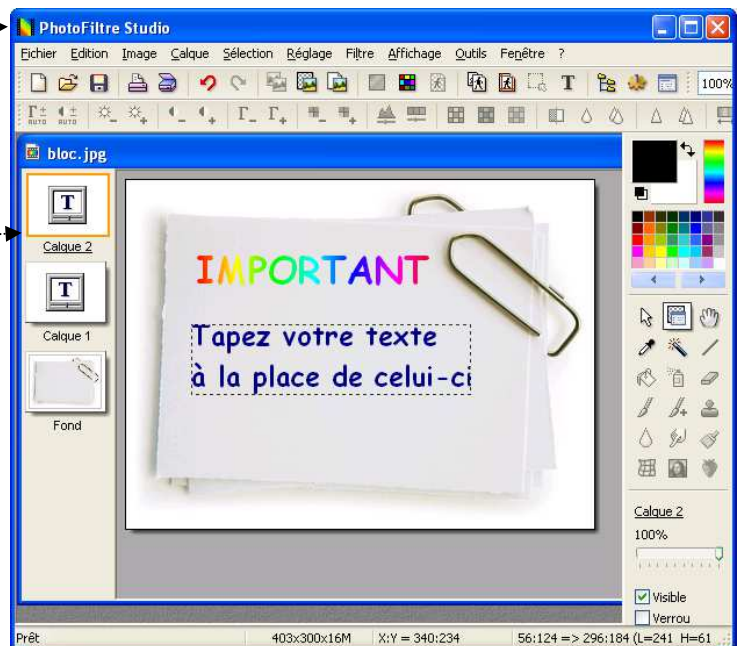 PhotoFiltre Studio
Fichier Edition Image Calque Sélection Réglage Filtre Affichage Outils Fenêtre ?
T
100%
AUTO AUTO
bloc.jpg
T
Calque 2
T
Calque 1
Fond
IMPORTANT
Tapez votre texte
à la place de celui-ci
Calque 2
100%
Visible
Verrou
Prêt 403x300x16M X:Y = 340:234 56:124 => 296:184 (L=241 H=61